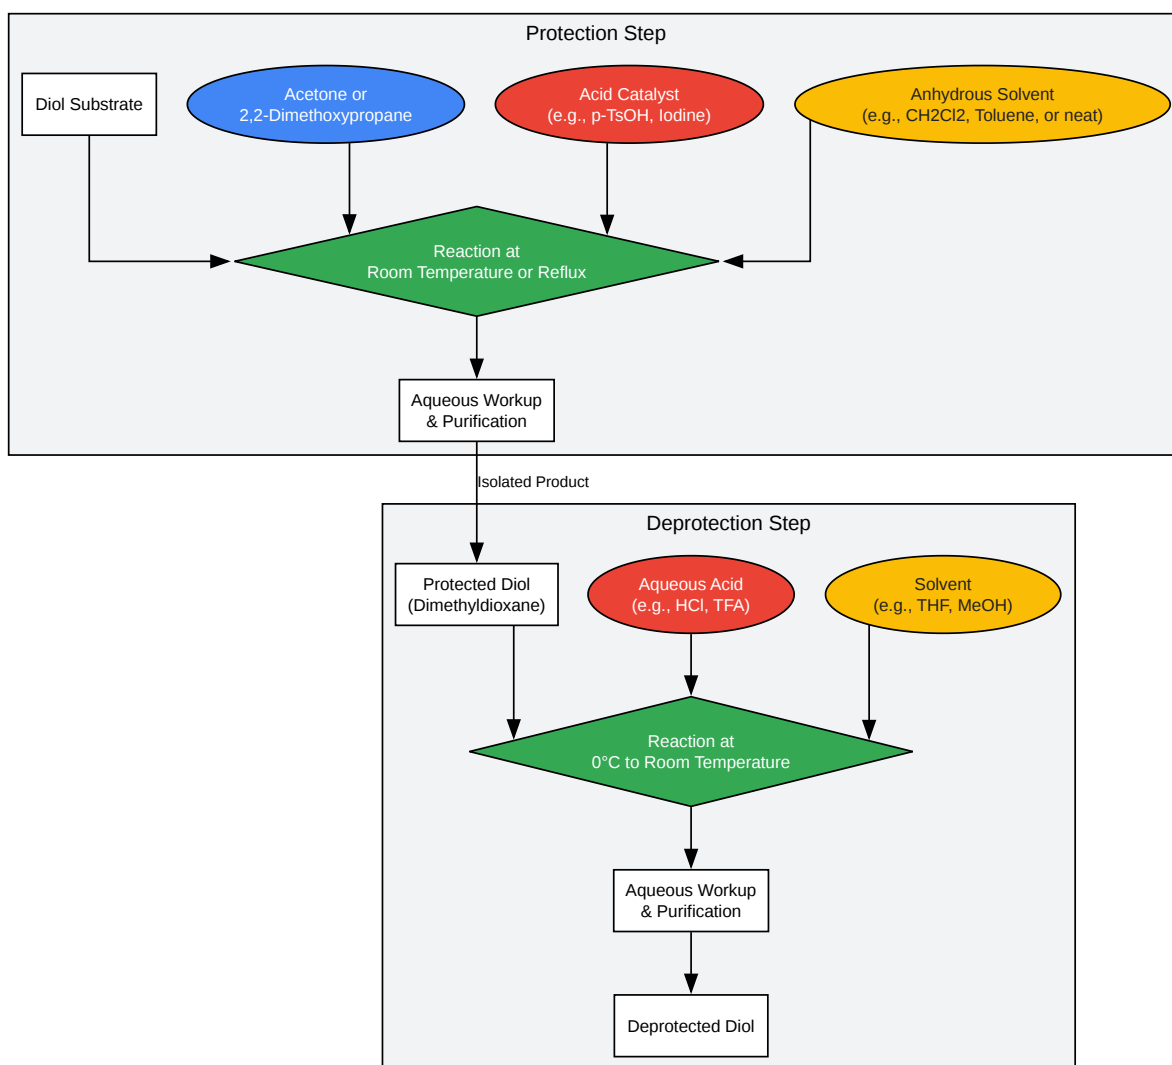 Protection Step
Diol Substrate
Acetone or
2,2-Dimethoxypropane
Acid Catalyst
(e.g., p-TsOH, Iodine)
Anhydrous Solvent
(e.g., CH2Cl2, Toluene, or neat)
Reaction at
Room Temperature or Reflux
Aqueous Workup
& Purification
Isolated Product
Deprotection Step
Protected Diol
(Dimethyldioxane)
Aqueous Acid
(e.g., HCl, TFA)
Solvent
(e.g., THF, MeOH)
Reaction at
0°C to Room Temperature
Aqueous Workup
& Purification
Deprotected Diol